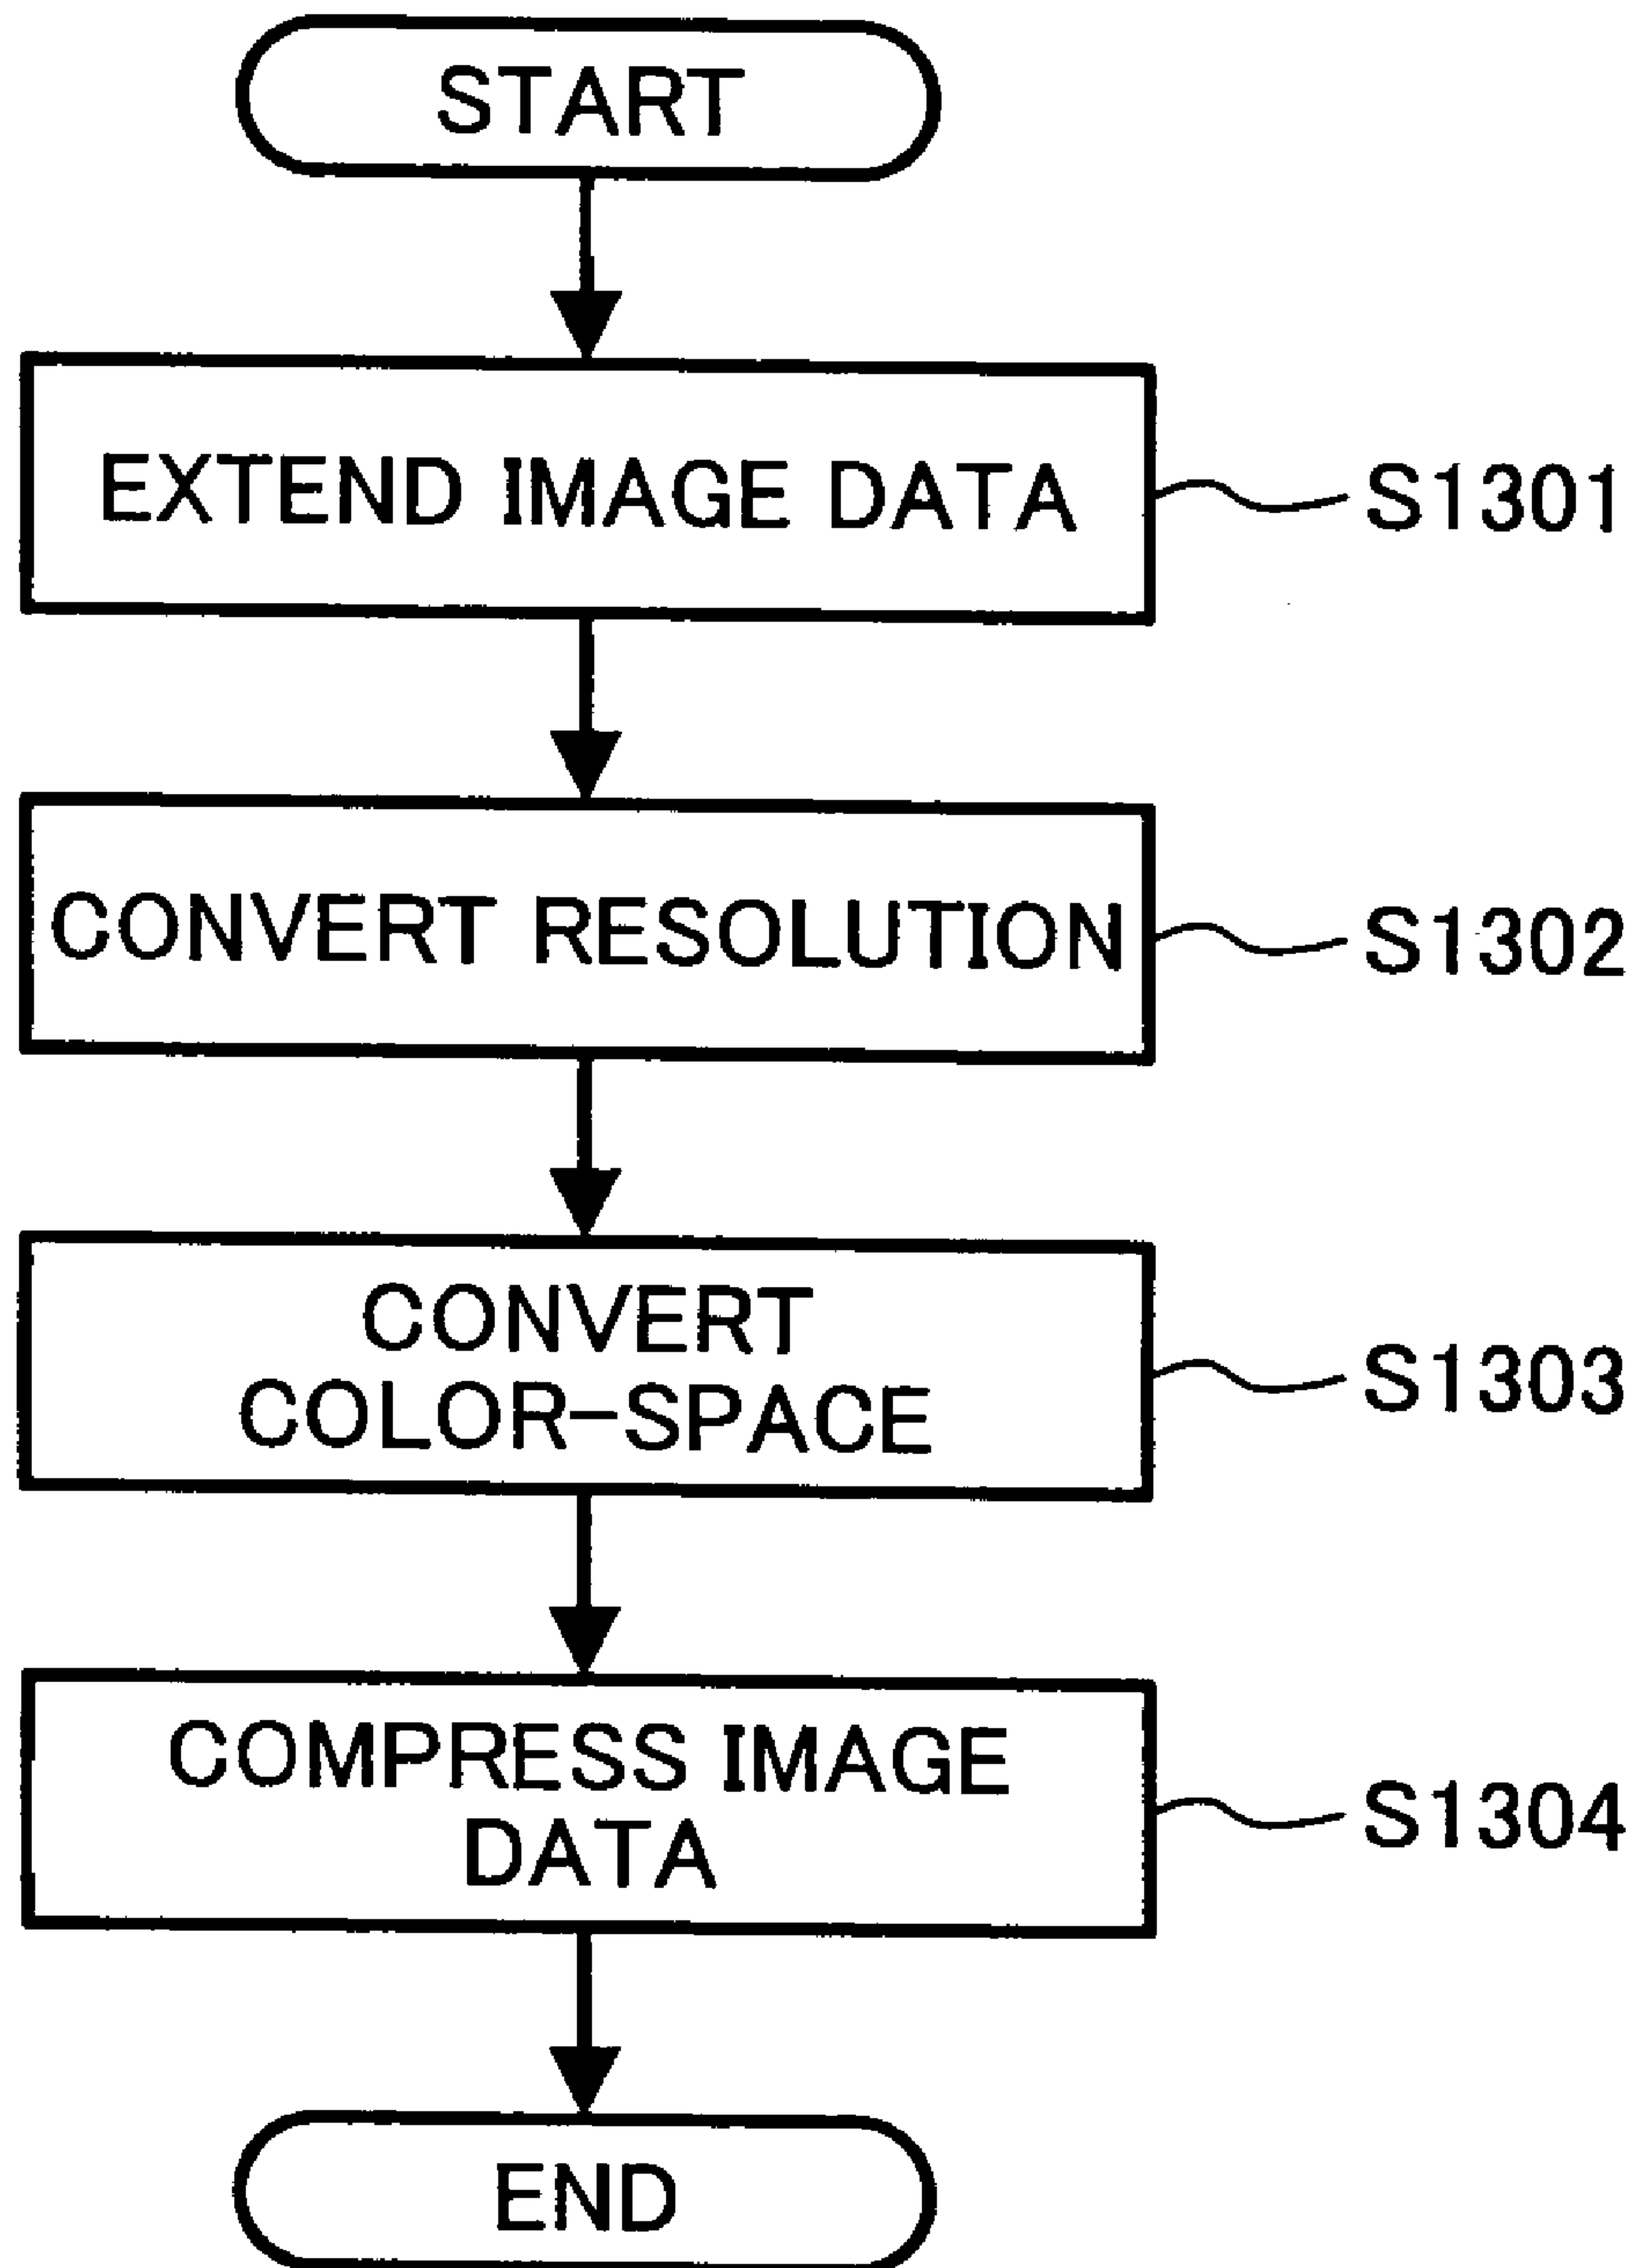 START
EXTEND IMAGE DATA
S1301
CONVERT RESOLUTION
S1302
CONVERT
COLOR-SPACE
S1303
COMPRESS IMAGE
DATA
S1304
END